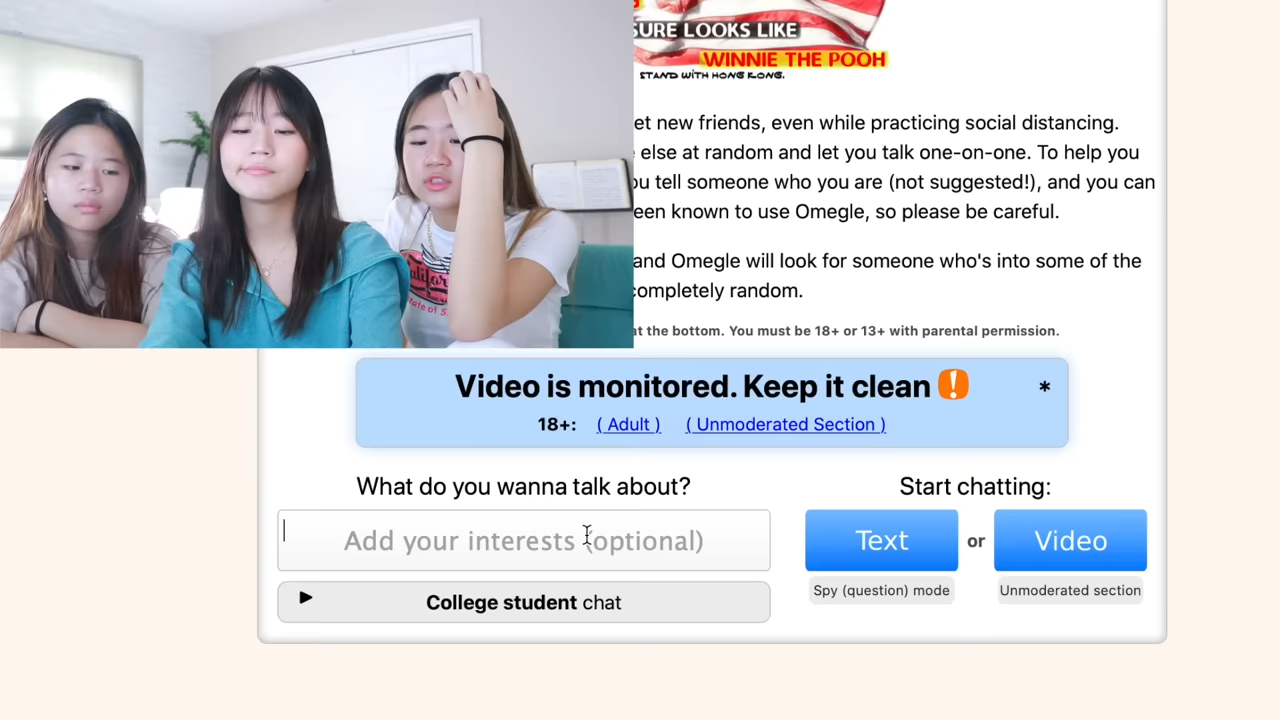 SURE LOOKS LIKE
WINNIE THE POOH
STAND WITH HONG KONG.
et new friends, even while practicing social distancing.
else at random and let you talk one-on-one. To help you
u tell someone who you are (not suggested!), and you can
een known to use Omegle, so please be careful.
and Omegle will look for someone who's into some of the
completely random.
at the bottom. You must be 18+ or 13+ with parental permission.
Video is monitored. Keep it clean ! *
18+: ( Adult ) ( Unmoderated Section )
What do you wanna talk about?
Start chatting:
Add your interests (optional)
Text or Video
Spy (question) mode
Unmoderated section
College student chat